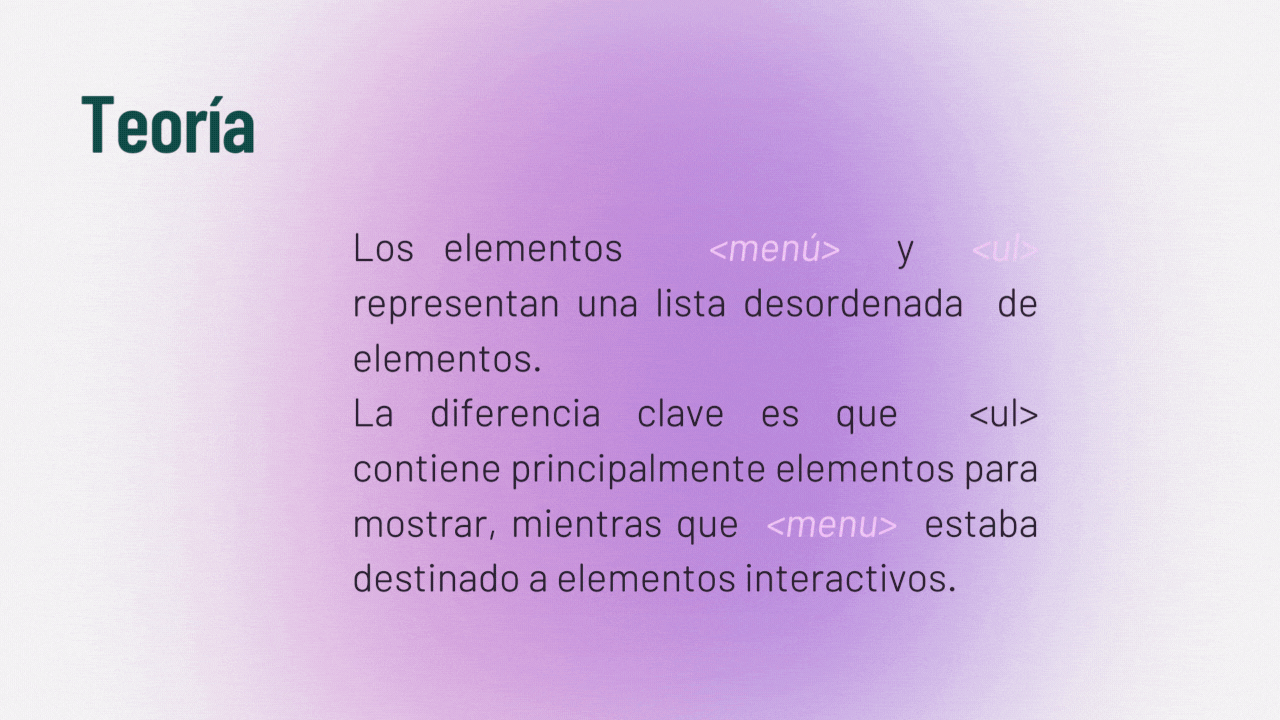 Teoría
Los elementos <menú> y <ul>
representan una lista desordenada de
elementos.
La diferencia clave es que <ul>
contiene principalmente elementos para
mostrar, mientras que <menu> estaba
destinado a elementos interactivos.